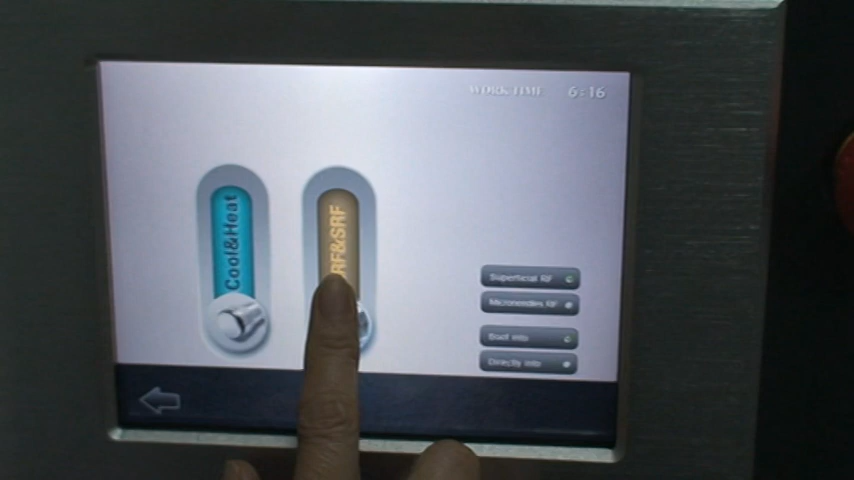 WORK TIME 6:16
Cool&Heat
RF&SRF
Superficial RF
Microneedles RF
Boot into
Directly into